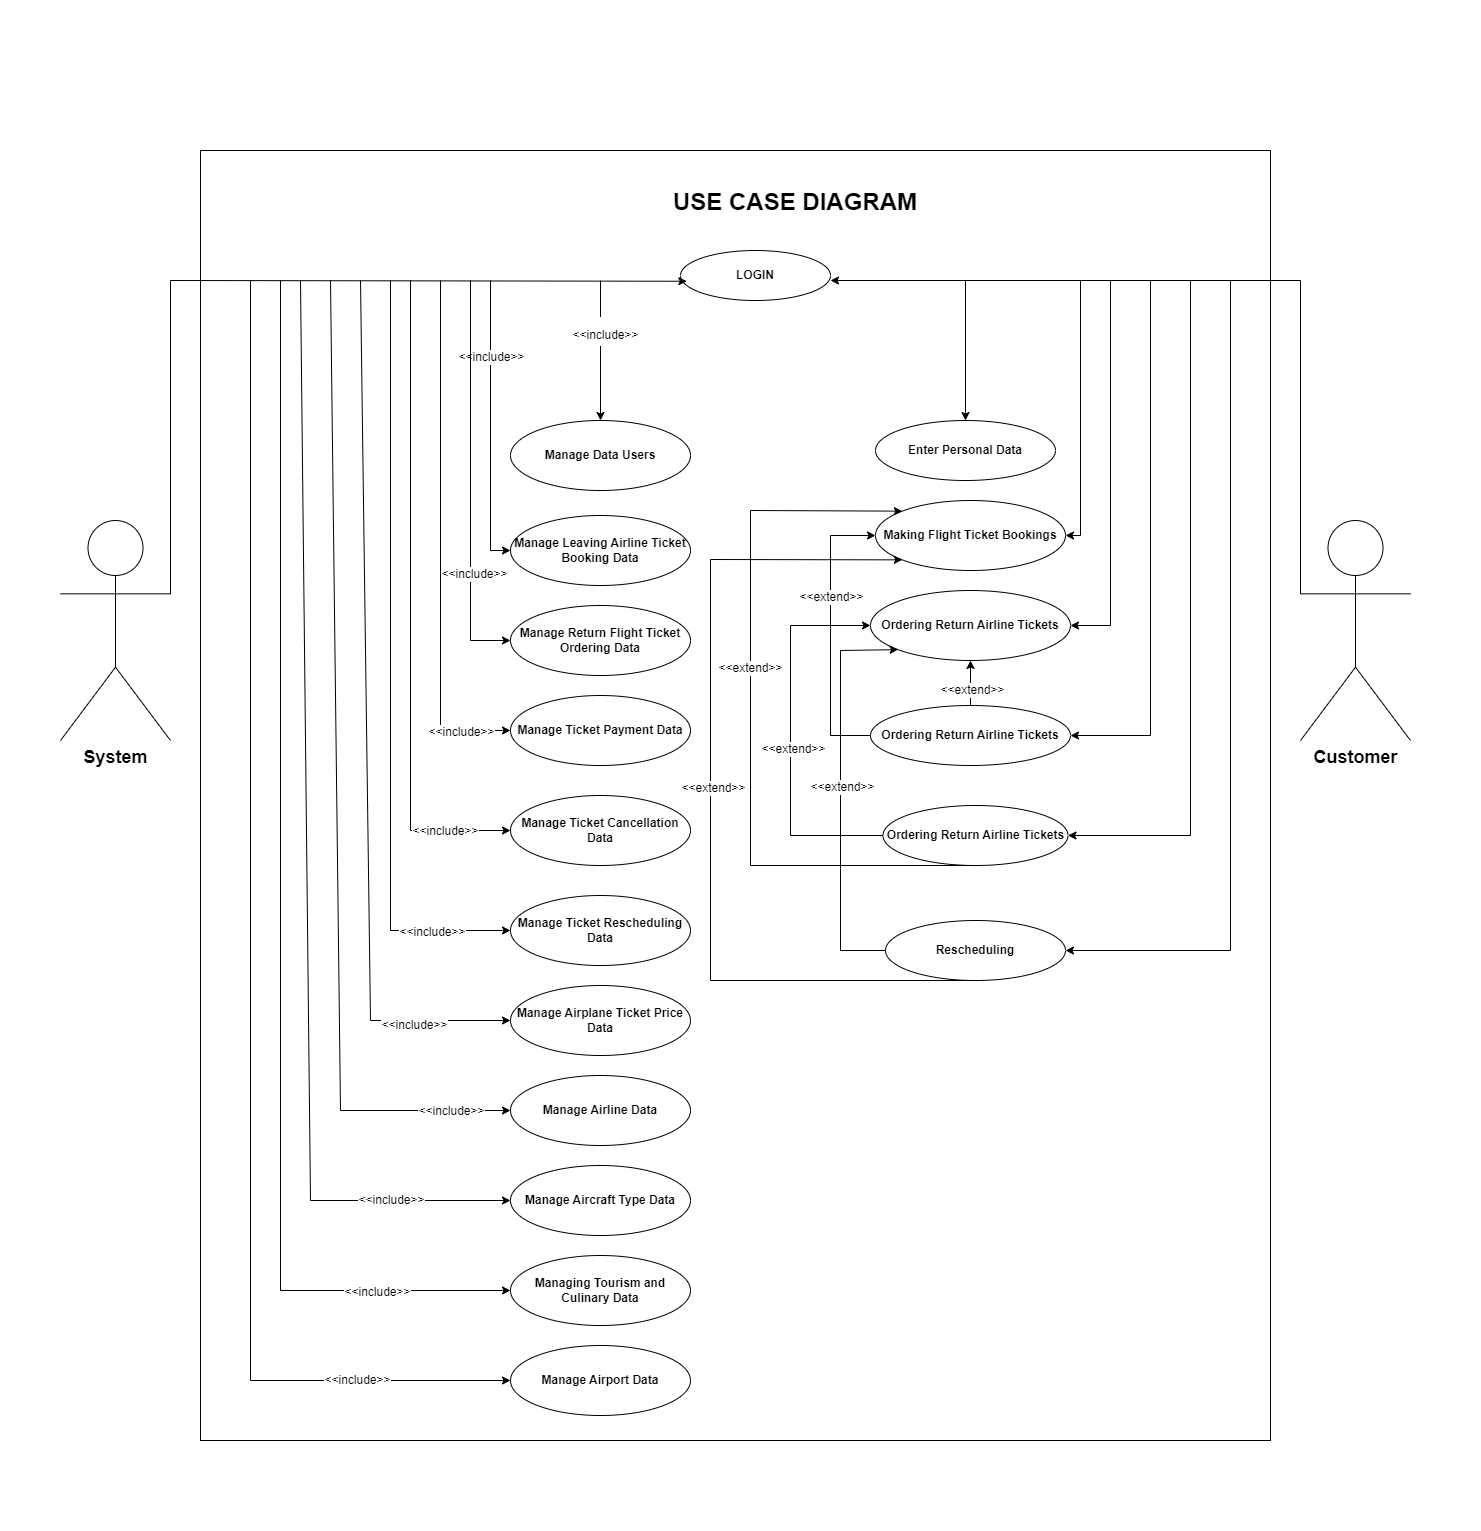 USE CASE DIAGRAM
LOGIN
<<include>>
<<include>>
Manage Data Users
Enter Personal Data
Manage Leaving Airline Ticket
Booking Data
Making Flight Ticket Bookings
<<include>>
<<extend>>
Manage Return Flight Ticket
Ordering Data
Ordering Return Airline Tickets
<<extend>>
<<extend>>
<<include>>
Manage Ticket Payment Data
Ordering Return Airline Tickets
<<extend>>
System
Customer
<<extend>>
<<extend>>
<<include>>
Manage Ticket Cancellation
Data
Ordering Return Airline Tickets
<<include>>
Manage Ticket Rescheduling
Data
Rescheduling
<<include>>
Manage Airplane Ticket Price
Data
<<include>>
Manage Airline Data
<<include>>
Manage Aircraft Type Data
<<include>>
Managing Tourism and
Culinary Data
<<include>>
Manage Airport Data